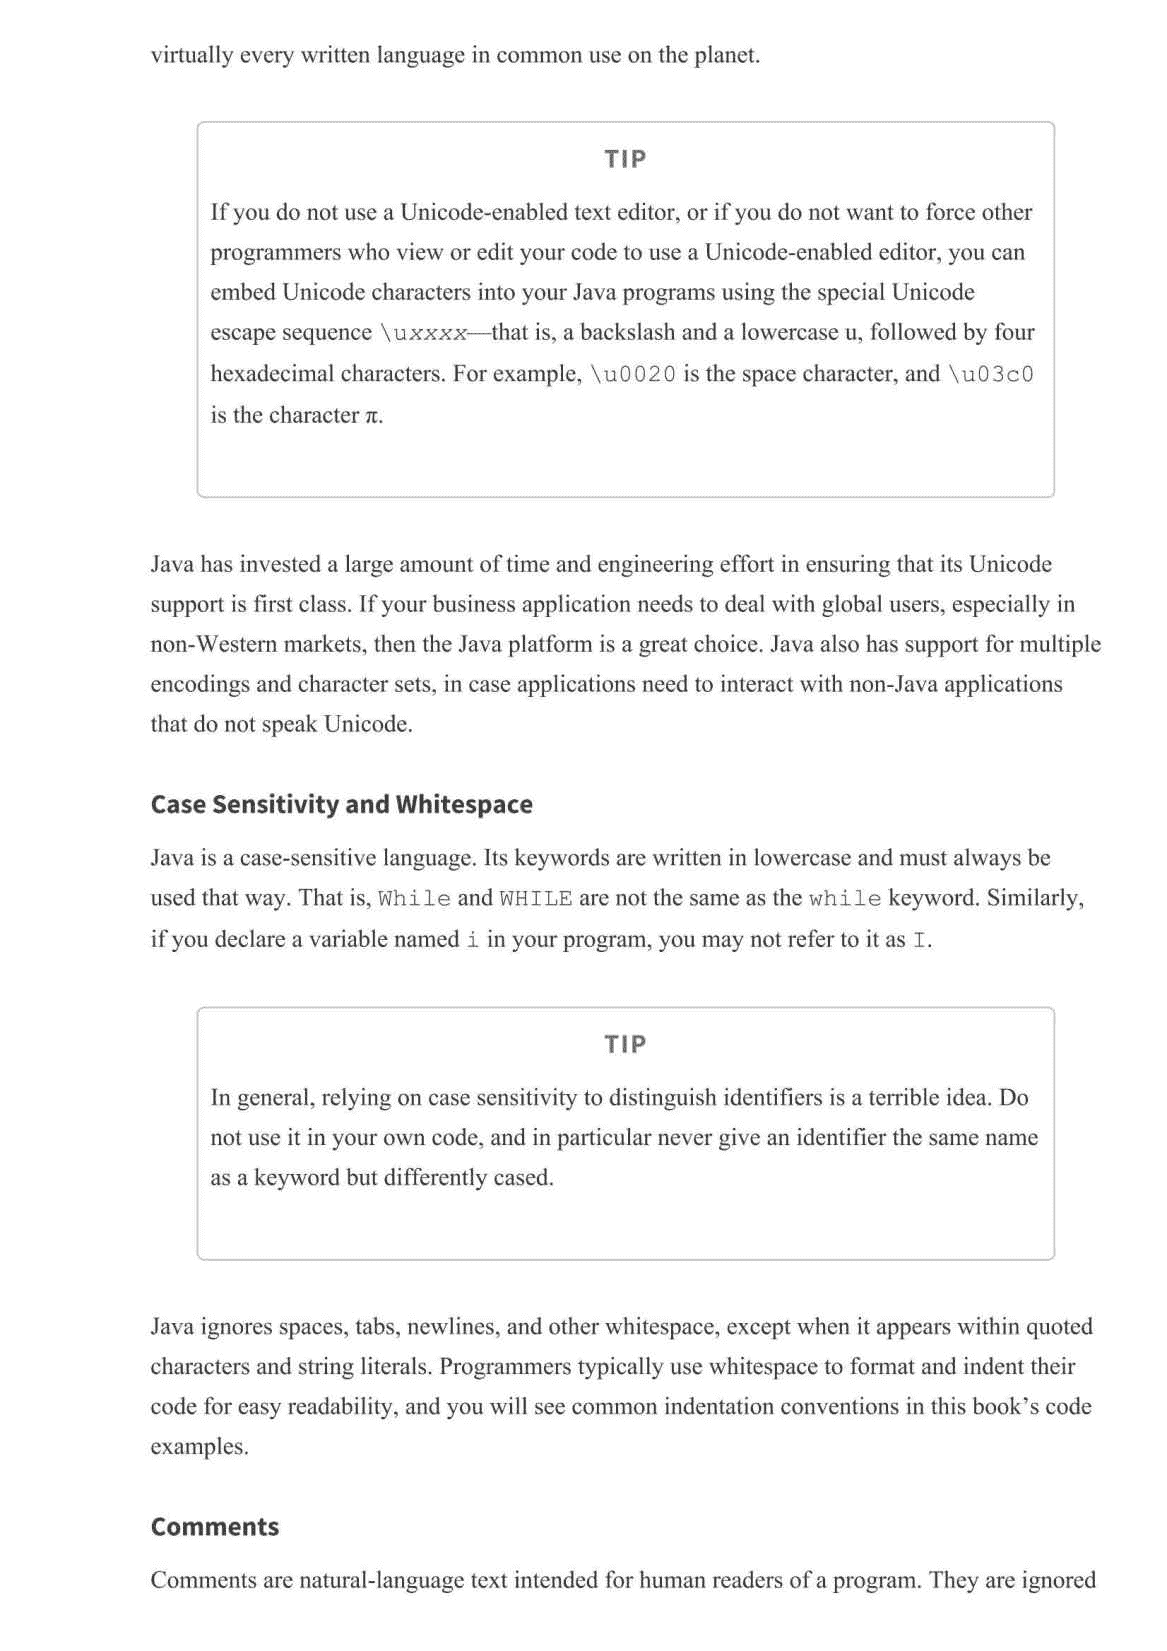 virtually every written language in common use on the planet.
TIP
If you do not use a Unicode-enabled text editor, or if you do not want to force other
programmers who view or edit your code to use a Unicode-enabled editor, you can
embed Unicode characters into your Java programs using the special Unicode
escape sequence \uxxxx—that is, a backslash and a lowercase u, followed by four
hexadecimal characters. For example, \u0020 is the space character, and \u03c0
is the character π.
Java has invested a large amount of time and engineering effort in ensuring that its Unicode
support is first class. If your business application needs to deal with global users, especially in
non-Western markets, then the Java platform is a great choice. Java also has support for multiple
encodings and character sets, in case applications need to interact with non-Java applications
that do not speak Unicode.
Case Sensitivity and Whitespace
Java is a case-sensitive language. Its keywords are written in lowercase and must always be
used that way. That is, While and WHILE are not the same as the while keyword. Similarly,
if you declare a variable named i in your program, you may not refer to it as I.
TIP
In general, relying on case sensitivity to distinguish identifiers is a terrible idea. Do
not use it in your own code, and in particular never give an identifier the same name
as a keyword but differently cased.
Java ignores spaces, tabs, newlines, and other whitespace, except when it appears within quoted
characters and string literals. Programmers typically use whitespace to format and indent their
code for easy readability, and you will see common indentation conventions in this book’s code
examples.
Comments
Comments are natural-language text intended for human readers of a program. They are ignored